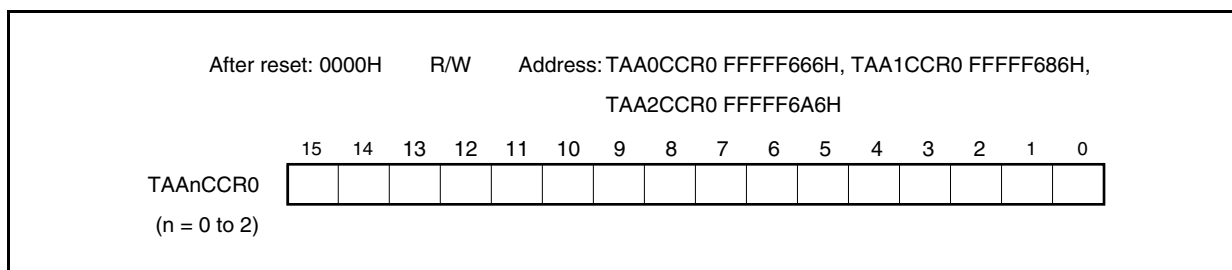 After reset: 0000H R/W Address: TAA0CCR0 FFFFF666H, TAA1CCR0 FFFFF686H,
TAA2CCR0 FFFFF6A6H
15 14 13 12 11 10 9 8 7 6 5 4 3 2 1 0
TAAnCCR0
(n = 0 to 2)